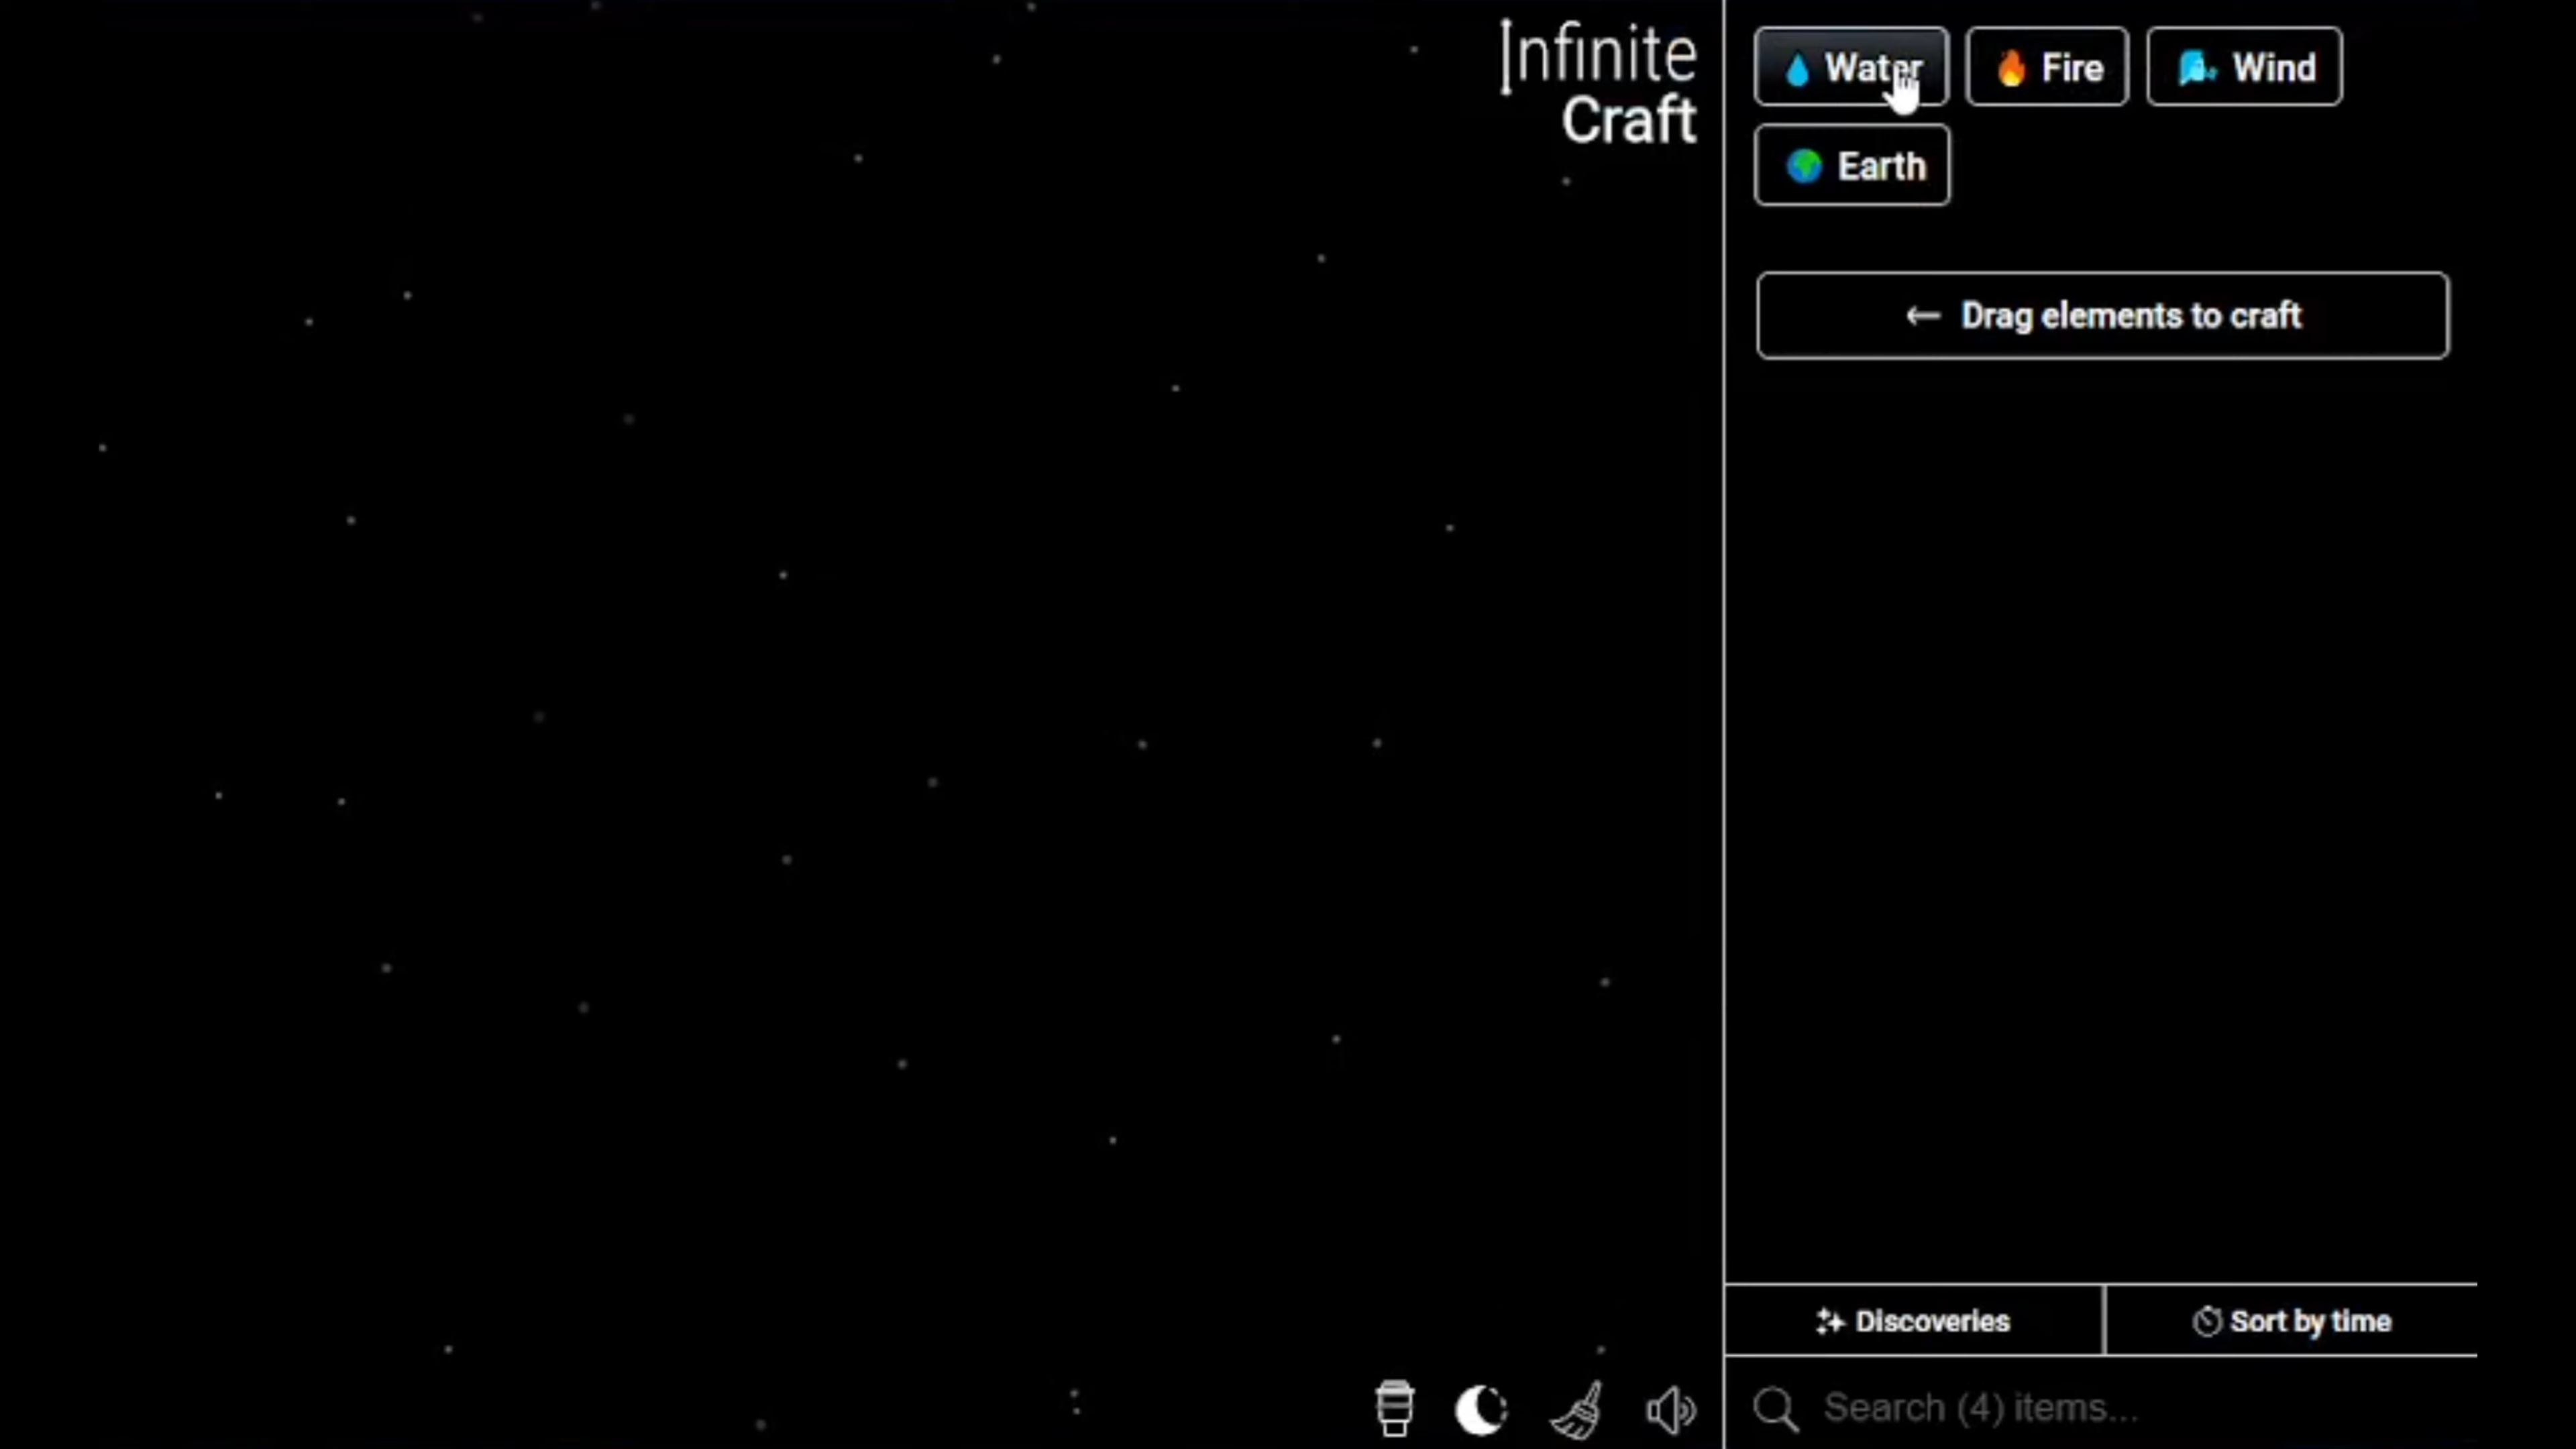 Infinite
Craft
Water
Fire
Wind
Earth
← Drag elements to craft
Discoveries
Sort by time
Search (4) items...